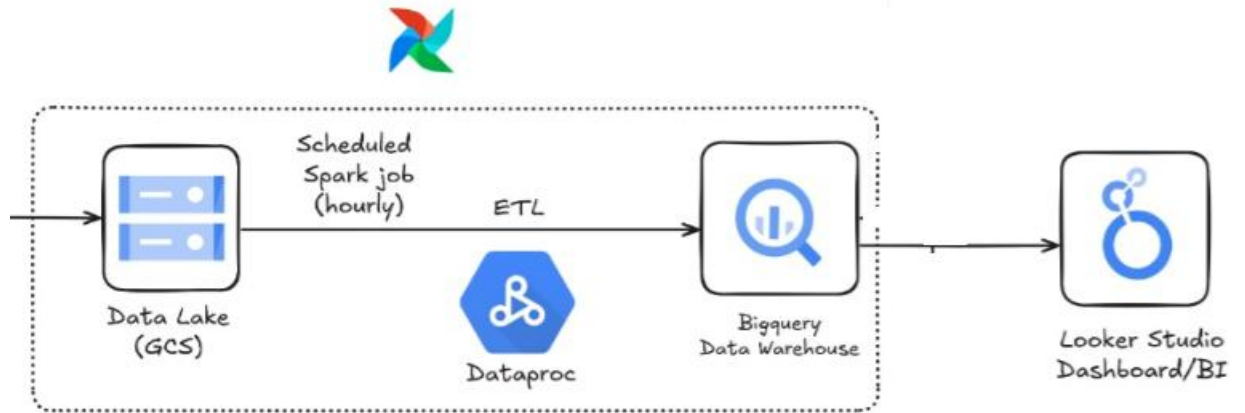 Scheduled
Spark job
(hourly)
ETL
Data Lake
(GCS)
Dataproc
Bigquery
Data Warehouse
Looker Studio
Dashboard/BI